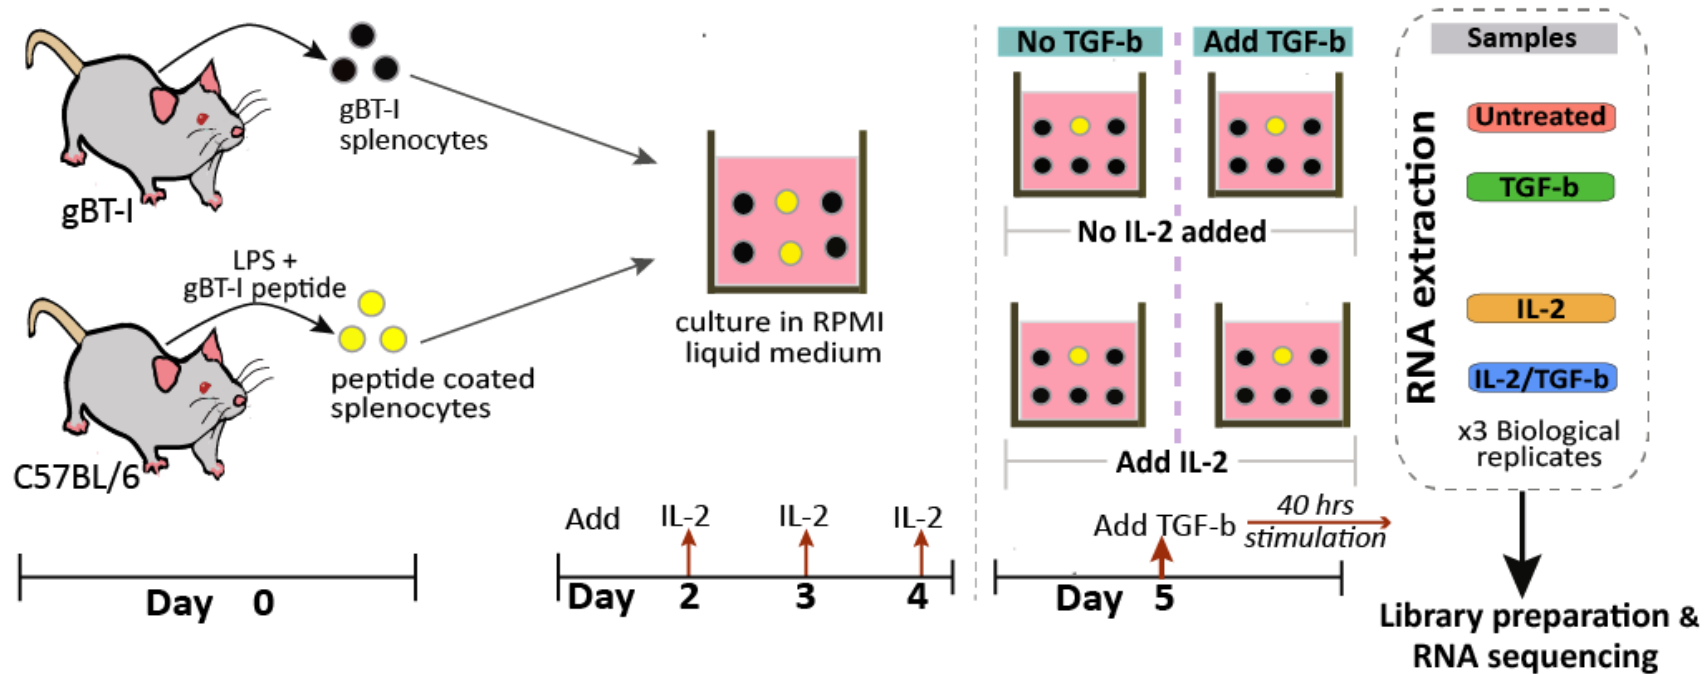 gBT-I
splenocytes
gBT-I
LPS +
gBT-I peptide
peptide coated
splenocytes
C57BL/6
Day 0
culture in RPMI
liquid medium
Add IL-2 IL-2 IL-2
Day 2 3 4
No TGF-b Add TGF-b
No IL-2 added
Add IL-2
Add TGF-b
40 hrs
stimulation
Day 5
RNA extraction
Samples
Untreated
TGF-b
IL-2
IL-2/TGF-b
x3 Biological
replicates
Library preparation &
RNA sequencing